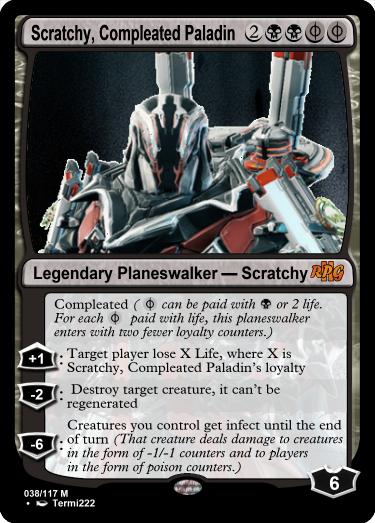 Scratchy, Compleated Paladin 2
Legendary Planeswalker — Scratchy RPG
Compleated ( can be paid with or 2 life.
For each paid with life, this planeswalker
enters with two fewer loyalty counters.)
+1 : Target player lose X Life, where X is
Scratchy, Compleated Paladin's loyalty
-2 : Destroy target creature, it can't be
regenerated
Creatures you control get infect until the end
-6 : of turn (That creature deals damage to creatures
in the form of -1/-1 counters and to players
in the form of poison counters.)
6
038/117 M
• Termi222